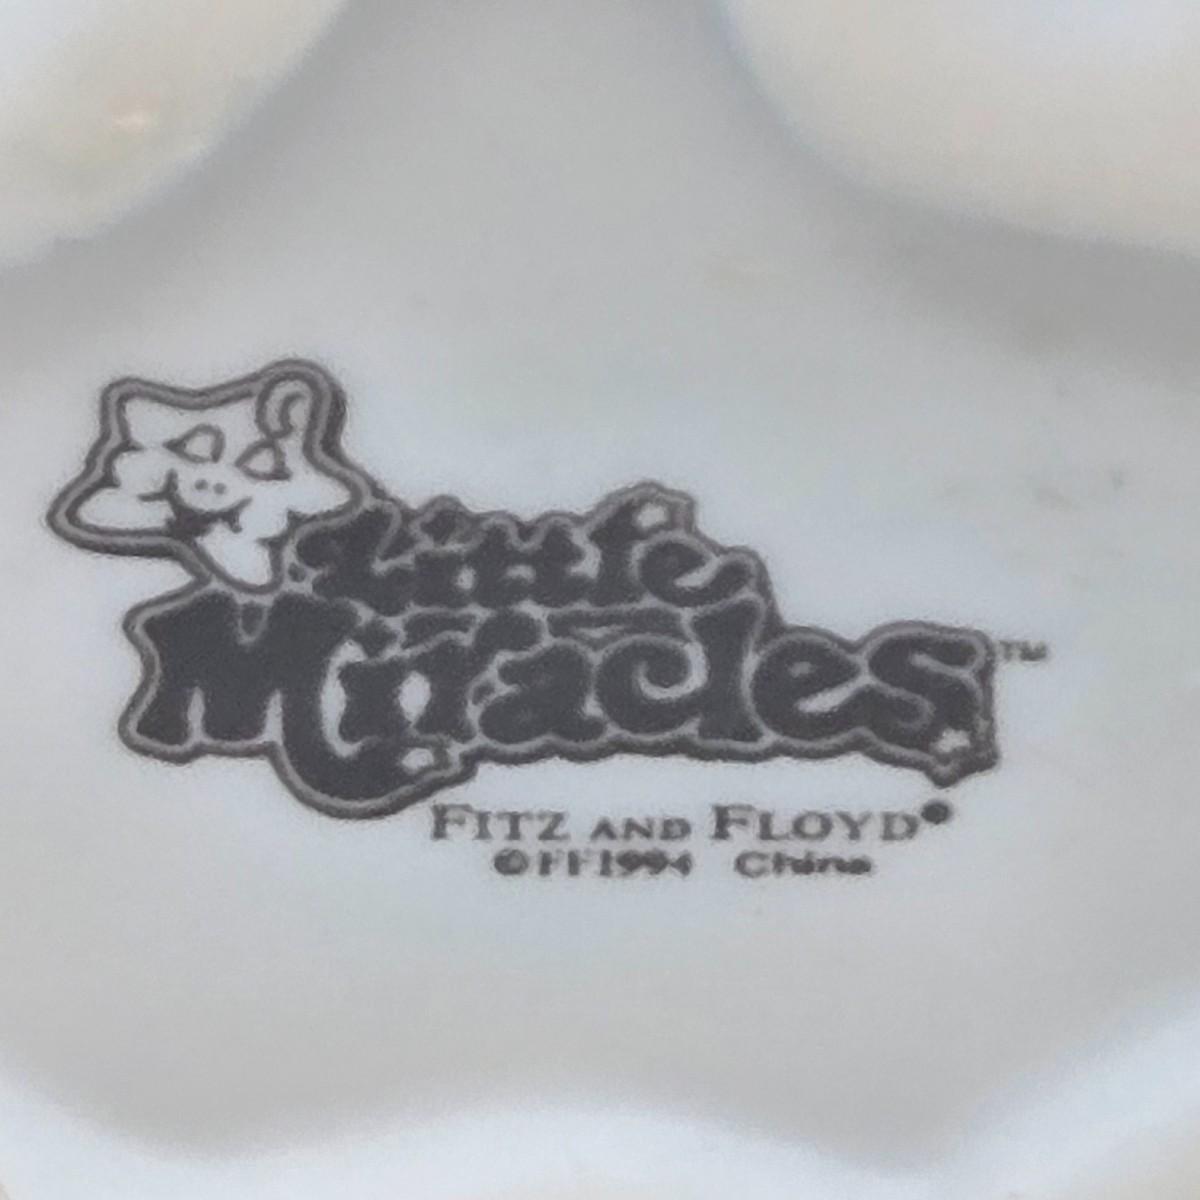 Little
Miracles™
FITZ AND FLOYD®
©FF1994 China